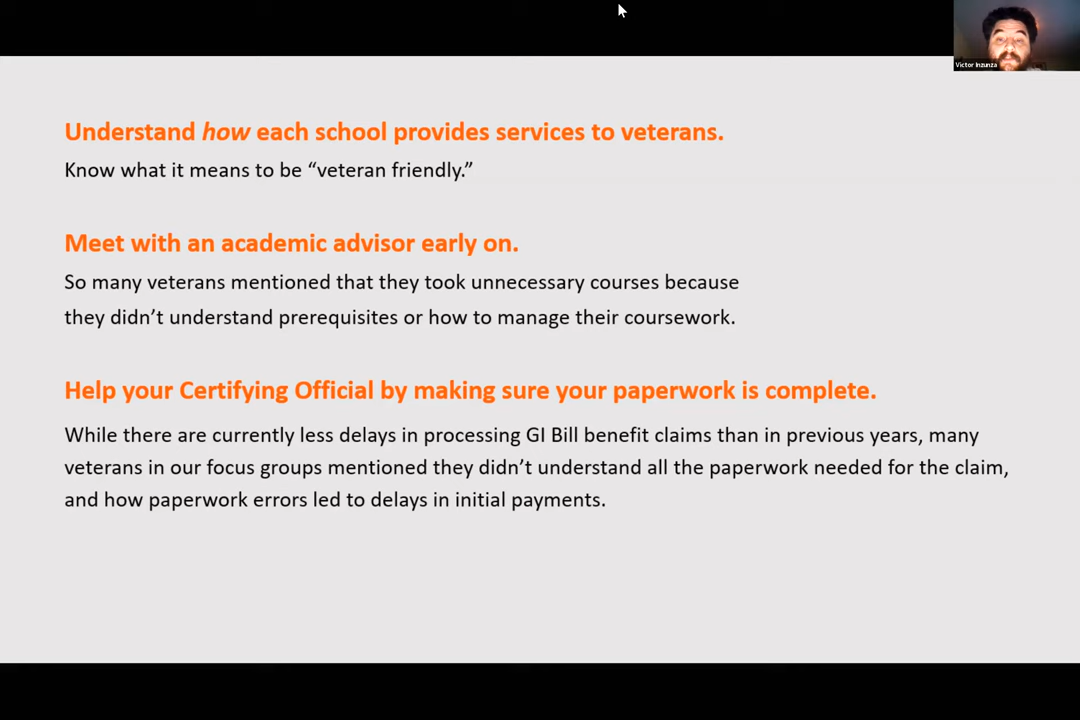 Victor Inzunza
Understand how each school provides services to veterans.
Know what it means to be “veteran friendly.”
Meet with an academic advisor early on.
So many veterans mentioned that they took unnecessary courses because
they didn’t understand prerequisites or how to manage their coursework.
Help your Certifying Official by making sure your paperwork is complete.
While there are currently less delays in processing GI Bill benefit claims than in previous years, many
veterans in our focus groups mentioned they didn’t understand all the paperwork needed for the claim,
and how paperwork errors led to delays in initial payments.